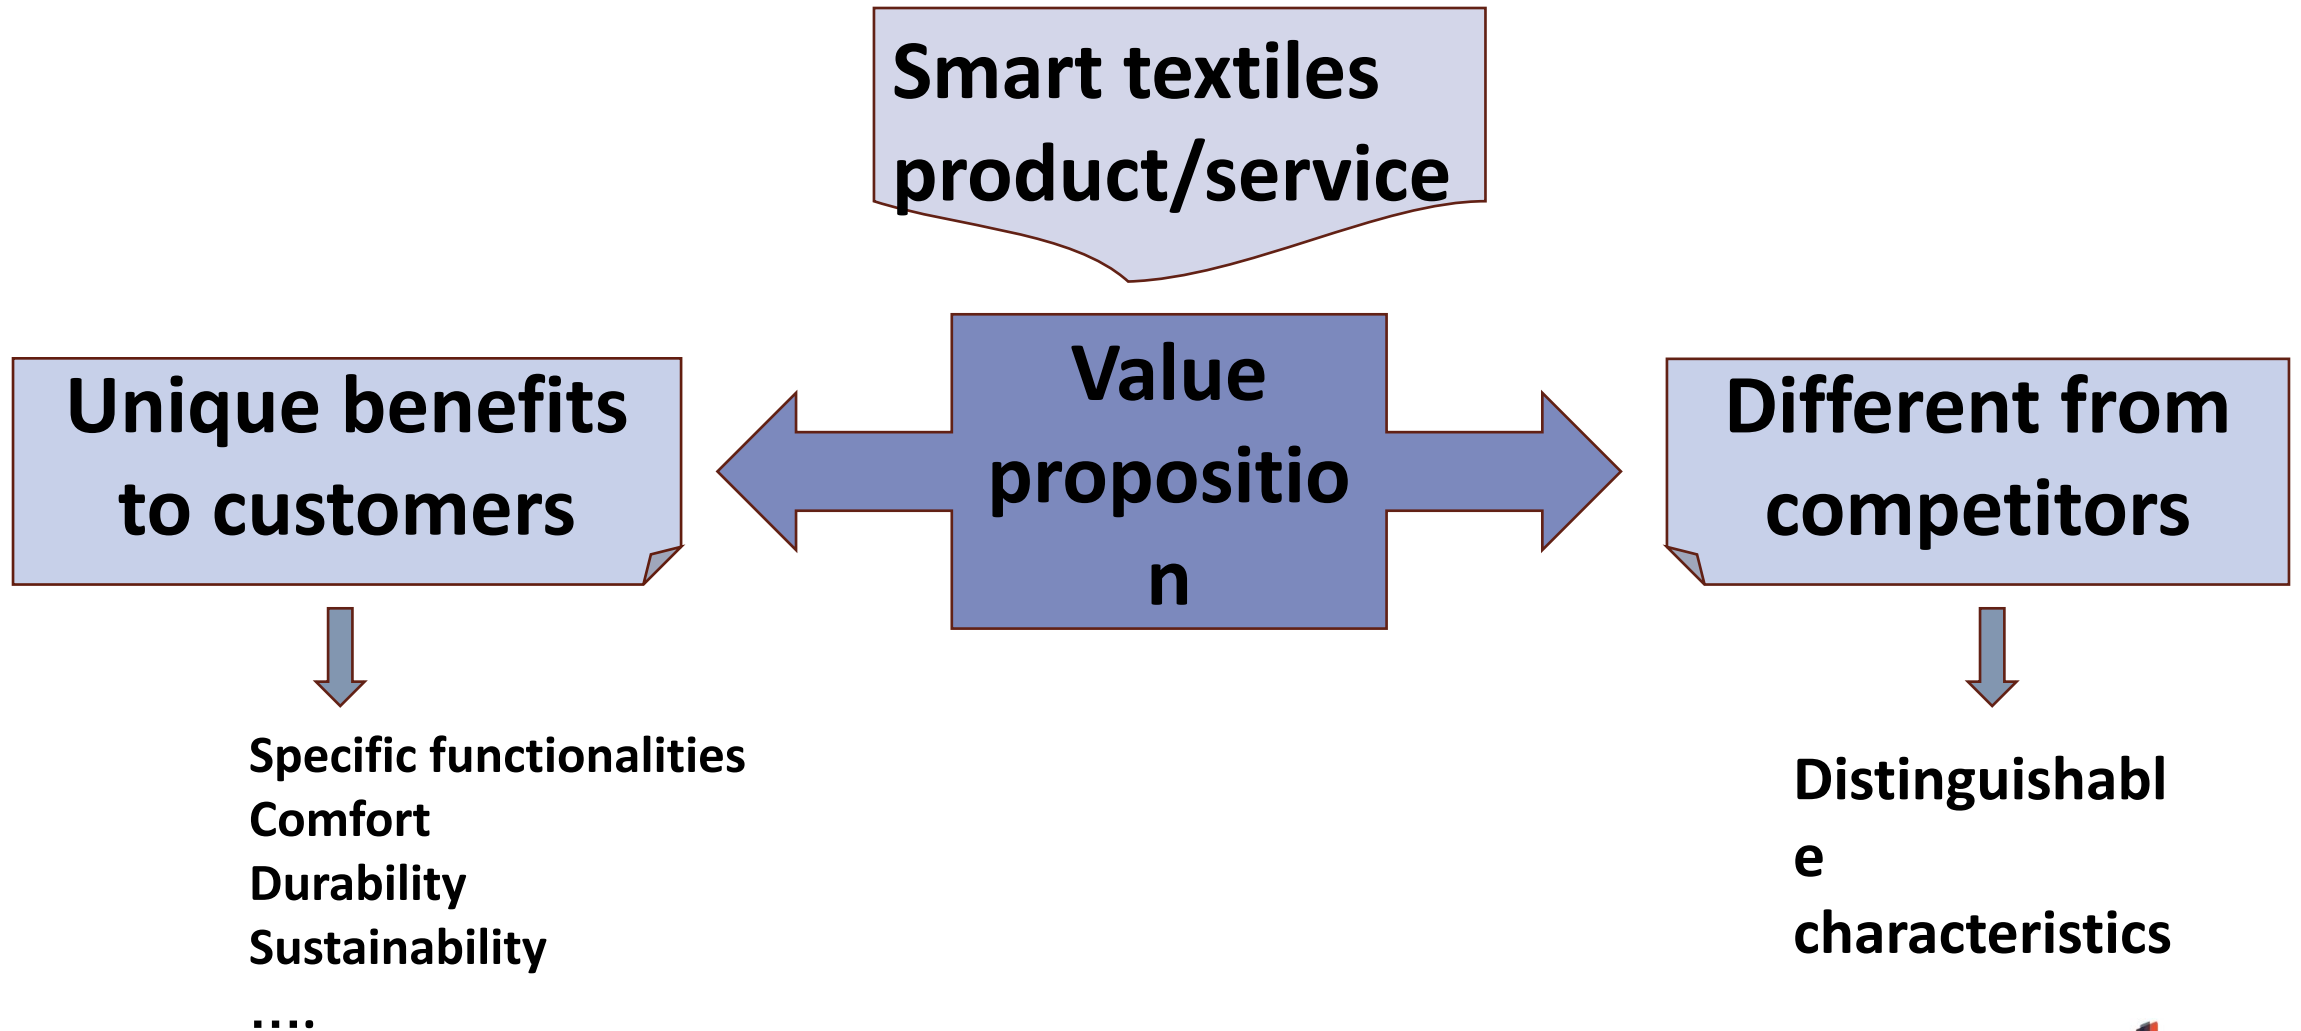 Smart textiles
product/service
Unique benefits
to customers
Value
propositio
n
Different from
competitors
Specific functionalities
Comfort
Durability
Sustainability
....
Distinguishabl
e
characteristics